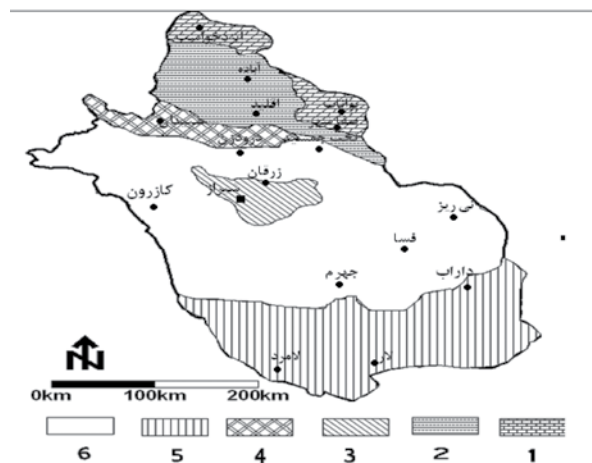 آباده
اقلید
زرقان
شیراز
کازرون
نی ریز
فسا
جهرم
داراب
لامرد
لار
N
0km 100km 200km
6 5 4 3 2 1